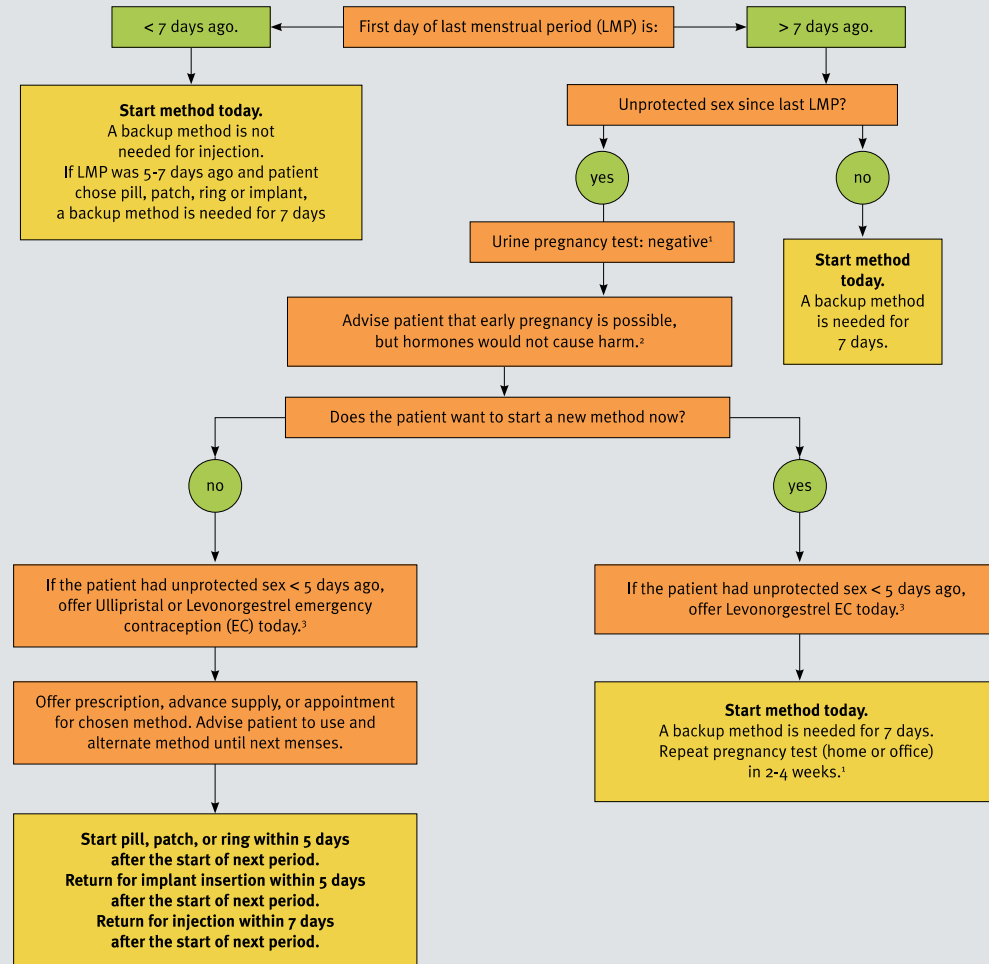 First day of last menstrual period (LMP) is:
< 7 days ago.
> 7 days ago.
Start method today.
A backup method is not
needed for injection.
If LMP was 5-7 days ago and patient
chose pill, patch, ring or implant,
a backup method is needed for 7 days
Unprotected sex since last LMP?
yes
no
Urine pregnancy test: negative¹
Start method
today.
A backup method
is needed for
7 days.
Advise patient that early pregnancy is possible,
but hormones would not cause harm.²
Does the patient want to start a new method now?
no
yes
If the patient had unprotected sex < 5 days ago,
offer Ullipristal or Levonorgestrel emergency
contraception (EC) today.³
Offer prescription, advance supply, or appointment
for chosen method. Advise patient to use and
alternate method until next menses.
Start pill, patch, or ring within 5 days
after the start of next period.
Return for implant insertion within 5 days
after the start of next period.
Return for injection within 7 days
after the start of next period.
If the patient had unprotected sex < 5 days ago,
offer Levonorgestrel EC today.³
Start method today.
A backup method is needed for 7 days.
Repeat pregnancy test (home or office)
in 2-4 weeks.¹